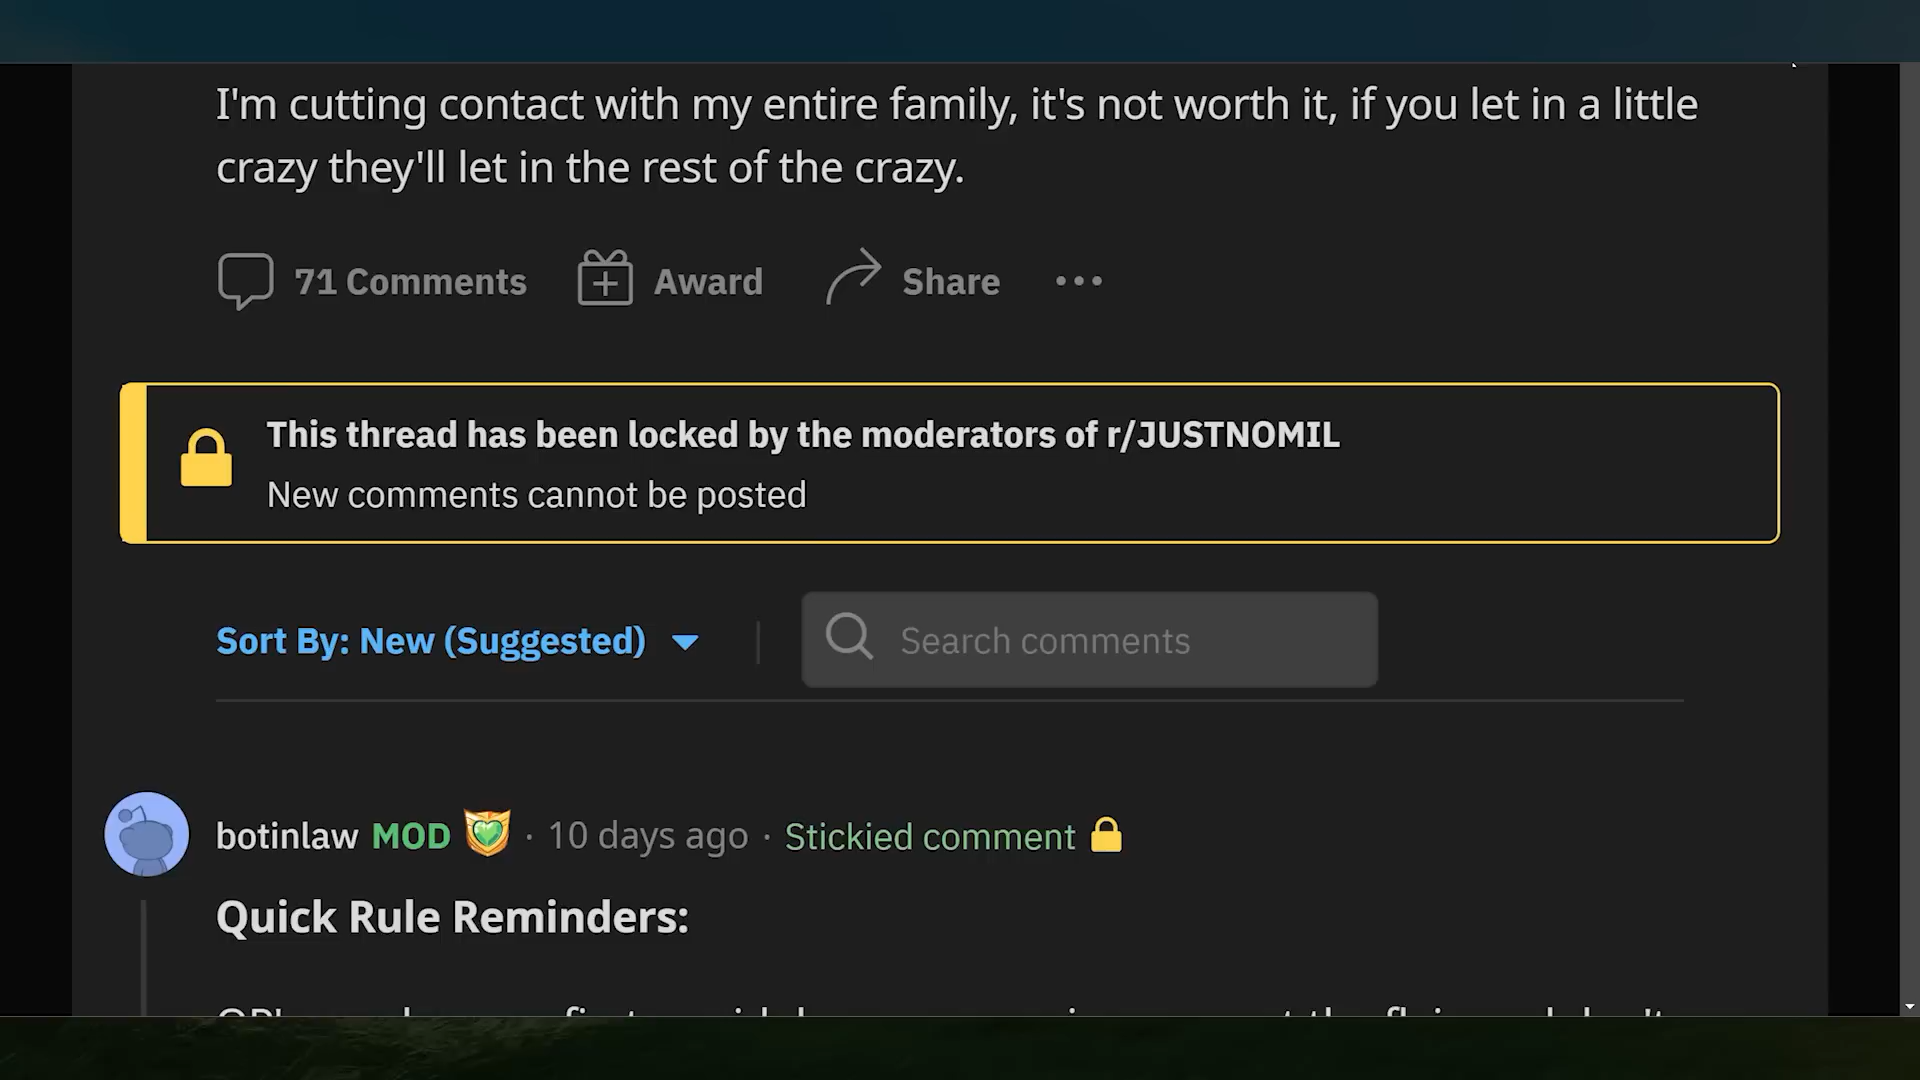 I'm cutting contact with my entire family, it's not worth it, if you let in a little
crazy they'll let in the rest of the crazy.
71 Comments Award Share
This thread has been locked by the moderators of r/JUSTNOMIL
New comments cannot be posted
Sort By: New (Suggested) Search comments
botinlaw MOD · 10 days ago · Stickied comment
Quick Rule Reminders: